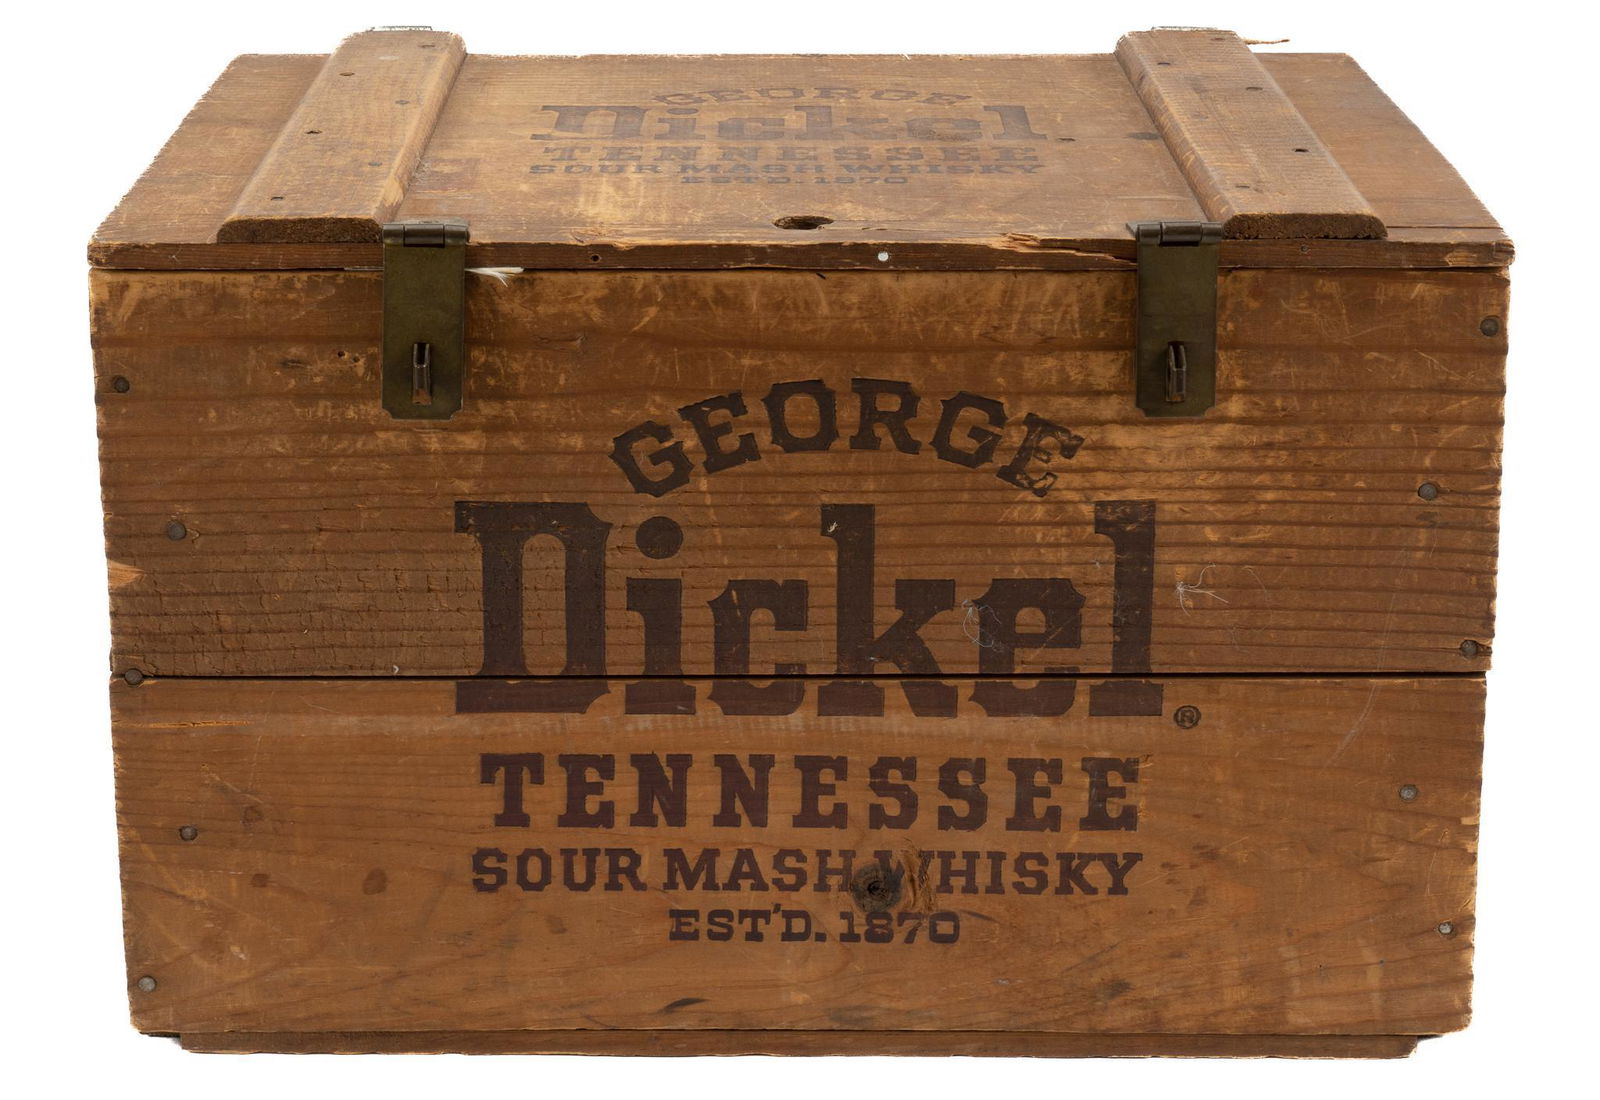 GEORGE
Dickel
TENNESSEE
SOUR MASH WHISKY
EST'D. 1870
GEORGE
Dickel®
TENNESSEE
SOUR MASH WHISKY
EST'D. 1870